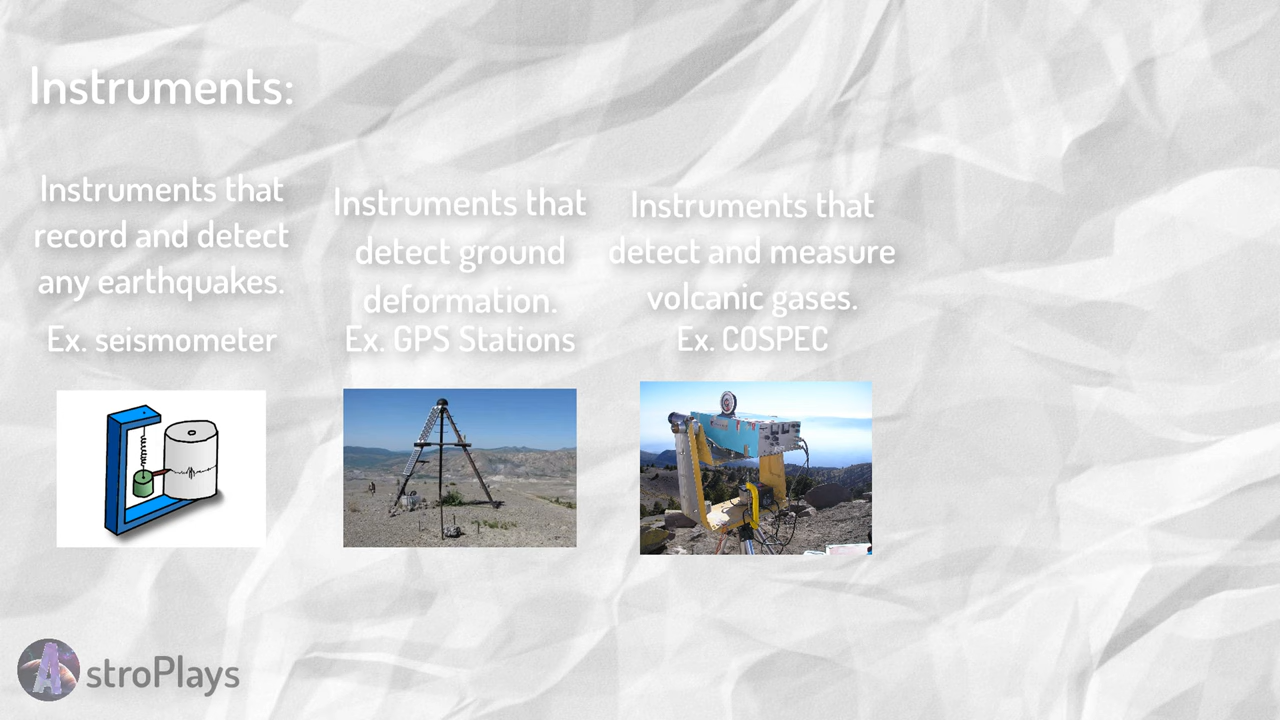 Instruments:
Instruments that
record and detect
any earthquakes.
Ex. seismometer
Instruments that
detect ground
deformation.
Ex. GPS Stations
Instruments that
detect and measure
volcanic gases.
Ex. COSPEC
AstroPlays